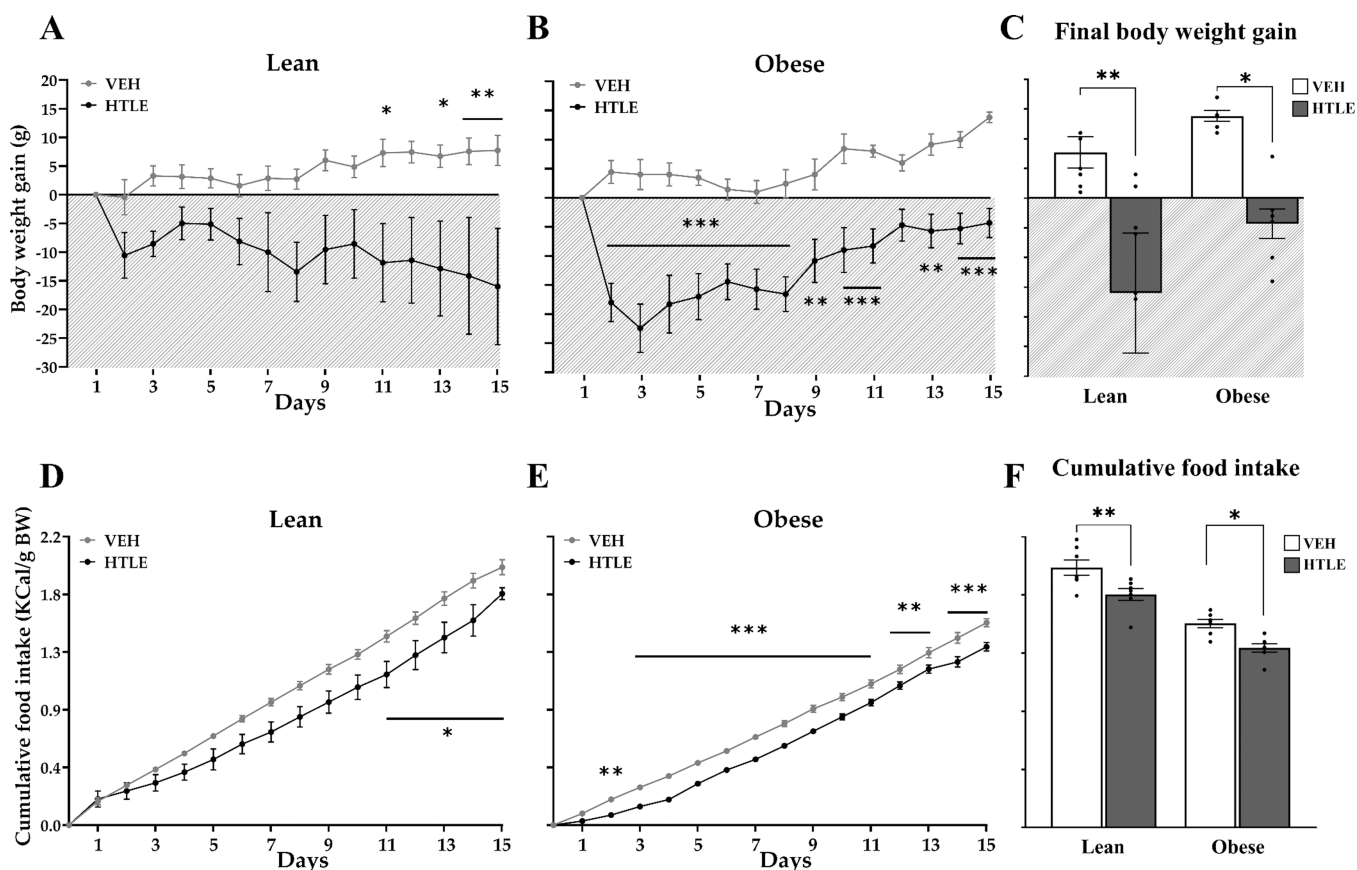 A
Lean
VEH
HTLE
* * **
Body weight gain (g)
20
15
10
5
0
-5
-10
-15
-20
-25
-30
1 3 5 7 9 11 13 15
Days
B
Obese
VEH
HTLE
***
** *** ** ***
1 3 5 7 9 11 13 15
Days
C
Final body weight gain
** *
VEH
HTLE
Lean Obese
D
Lean
VEH
HTLE
Cumulative food intake (KCal/g BW)
2.2
1.8
1.3
0.9
0.4
0.0
*
1 3 5 7 9 11 13 15
Days
E
Obese
VEH
HTLE
** *** ** ***
1 3 5 7 9 11 13 15
Days
F
Cumulative food intake
** *
VEH
HTLE
Lean Obese